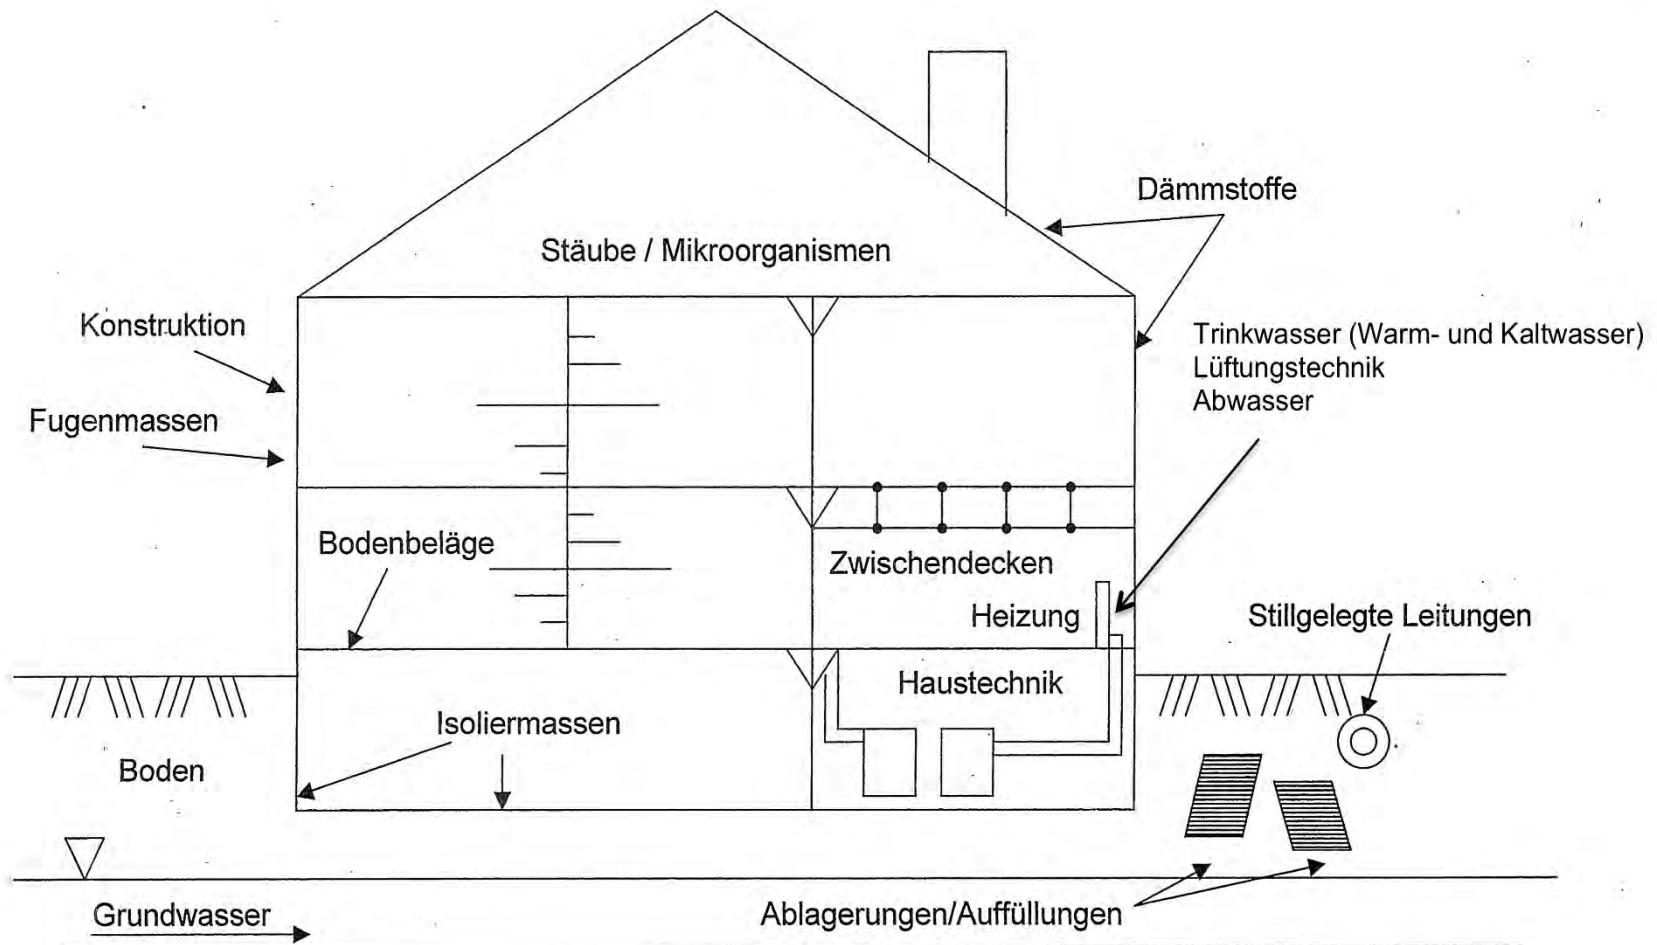 Dämmstoffe
Stäube / Mikroorganismen
Konstruktion
Trinkwasser (Warm- und Kaltwasser)
Lüftungstechnik
Abwasser
Fugenmassen
Bodenbeläge
Zwischendecken
Heizung
Stillgelegte Leitungen
Haustechnik
Isoliermassen
Boden
Grundwasser
Ablagerungen/Auffüllungen